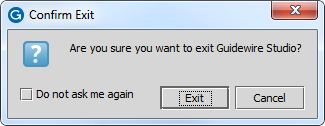 Confirm Exit
Are you sure you want to exit Guidewire Studio?
Do not ask me again
Exit
Cancel